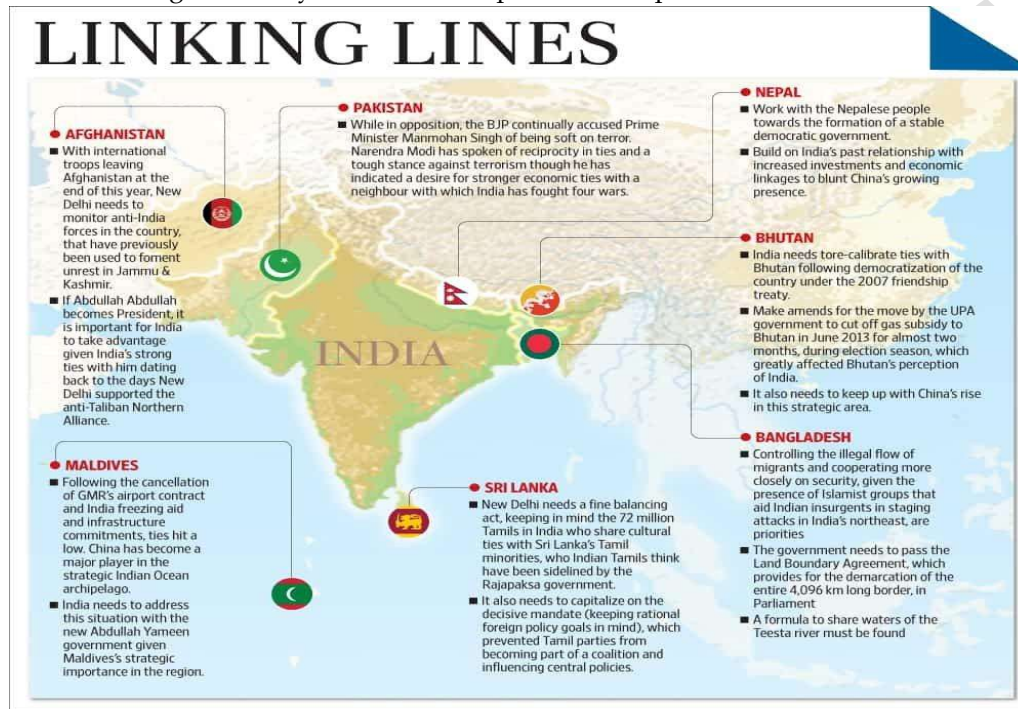 LINKING LINES
AFGHANISTAN
With international
troops leaving
Afghanistan at the
end of this year, New
Delhi needs to
monitor anti-India
forces in the country,
that have previously
been used to foment
unrest in Jammu &
Kashmir.
If Abdullah Abdullah
becomes President, it
is important for India
to take advantage
given India's strong
ties with him dating
back to the days New
Delhi supported the
anti-Taliban Northern
Alliance.
PAKISTAN
While in opposition, the BJP continually accused Prime
Minister Manmohan Singh of being soft on terror.
Narendra Modi has spoken of reciprocity in ties and a
tough stance against terrorism though he has
indicated a desire for stronger economic ties with a
neighbour with which India has fought four wars.
NEPAL
Work with the Nepalese people
towards the formation of a stable
democratic government.
Build on India's past relationship with
increased investments and economic
linkages to blunt China's growing
presence.
BHUTAN
India needs tore-calibrate ties with
Bhutan following democratization of the
country under the 2007 friendship
treaty.
Make amends for the move by the UPA
government to cut off gas subsidy to
Bhutan in June 2013 for almost two
months, during election season, which
greatly affected Bhutan's perception
of India.
It also needs to keep up with China's rise
in this strategic area.
INDIA
BANGLADESH
Controlling the illegal flow of
migrants and cooperating more
closely on security, given the
presence of Islamist groups that
aid Indian insurgents in staging
attacks in India's northeast, are
priorities
The government needs to pass the
Land Boundary Agreement, which
provides for the demarcation of the
entire 4,096 km long border, in
Parliament
A formula to share waters of the
Teesta river must be found
MALDIVES
Following the cancellation
of GMR's airport contract
and India freezing aid
and infrastructure
commitments, ties hit a
low. China has become a
major player in the
strategic Indian Ocean
archipelago.
India needs to address
this situation with the
new Abdullah Yameen
government given
Maldives's strategic
importance in the region.
SRI LANKA
New Delhi needs a fine balancing
act, keeping in mind the 72 million
Tamils in India who share cultural
ties with Sri Lanka's Tamil
minorities, who Indian Tamils think
have been sidelined by the
Rajapaksa government.
It also needs to capitalize on the
decisive mandate (keeping rational
foreign policy goals in mind), which
prevented Tamil parties from
becoming part of a coalition and
influencing central policies.